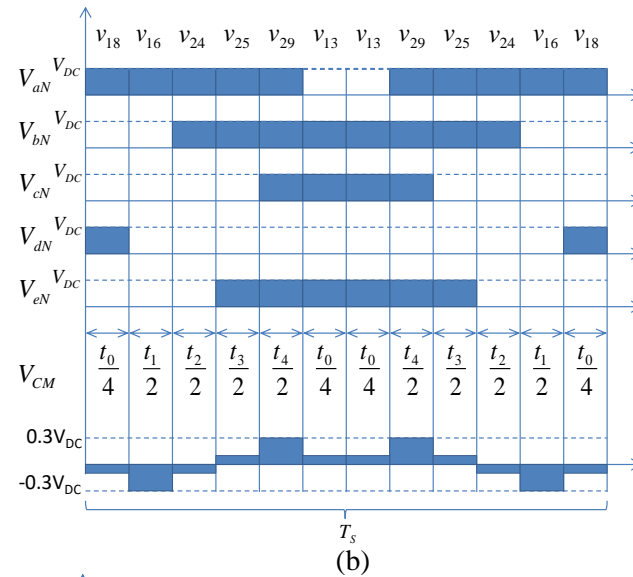 v18 v16 v24 v25 v29 v13 v13 v29 v25 v24 v16 v18
VaN VDC
VbN VDC
VcN VDC
VdN VDC
VeN VDC
VCM t0/4 t1/2 t2/2 t3/2 t4/2 t0/4 t0/4 t4/2 t3/2 t2/2 t1/2 t0/4
0.3VDC
-0.3VDC
Ts
(b)